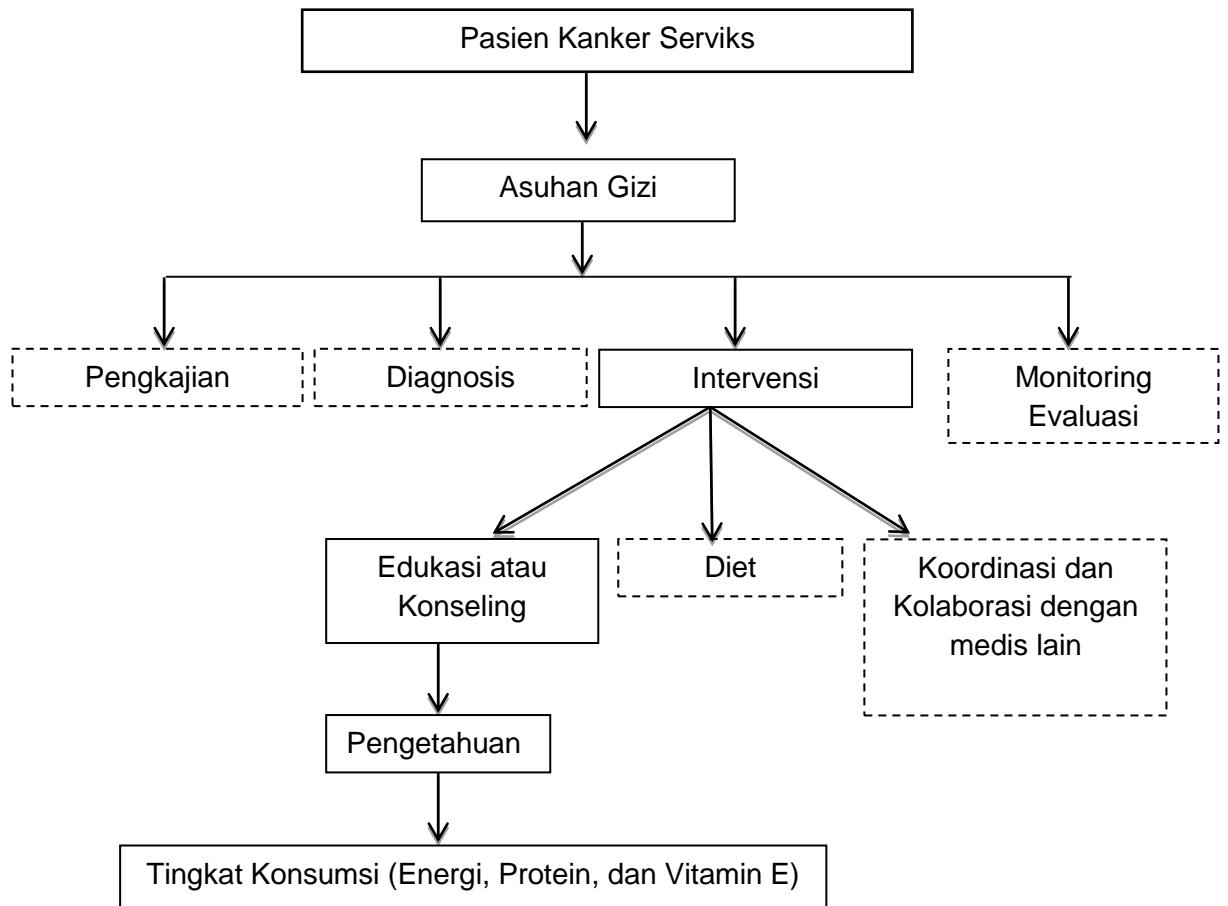 Pasien Kanker Serviks
Asuhan Gizi
Pengkajian
Diagnosis
Intervensi
Monitoring
Evaluasi
Edukasi atau
Konseling
Diet
Koordinasi dan
Kolaborasi dengan
medis lain
Pengetahuan
Tingkat Konsumsi (Energi, Protein, dan Vitamin E)